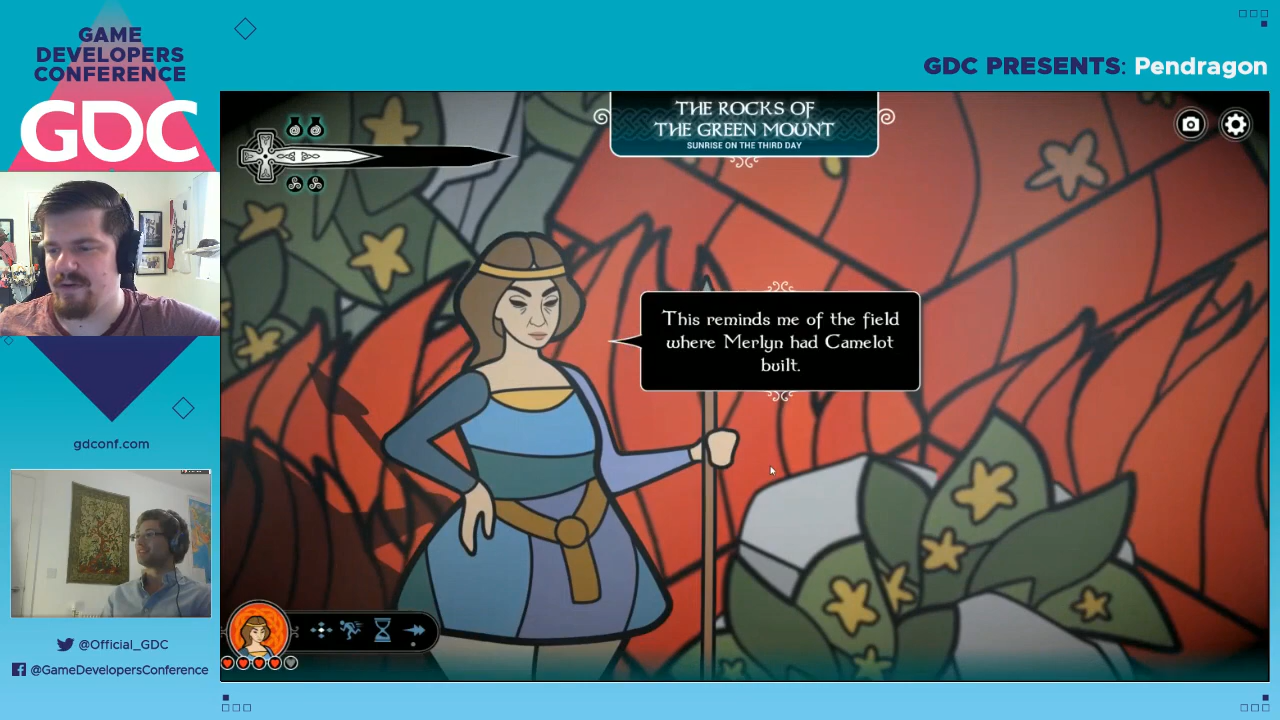 GAME
DEVELOPERS
CONFERENCE
GDC
GDC PRESENTS: Pendragon
THE ROCKS OF
THE GREEN MOUNT
SUNRISE ON THE THIRD DAY
This reminds me of the field
where Merlyn had Camelot
built.
gdconf.com
@Official_GDC
@GameDevelopersConference